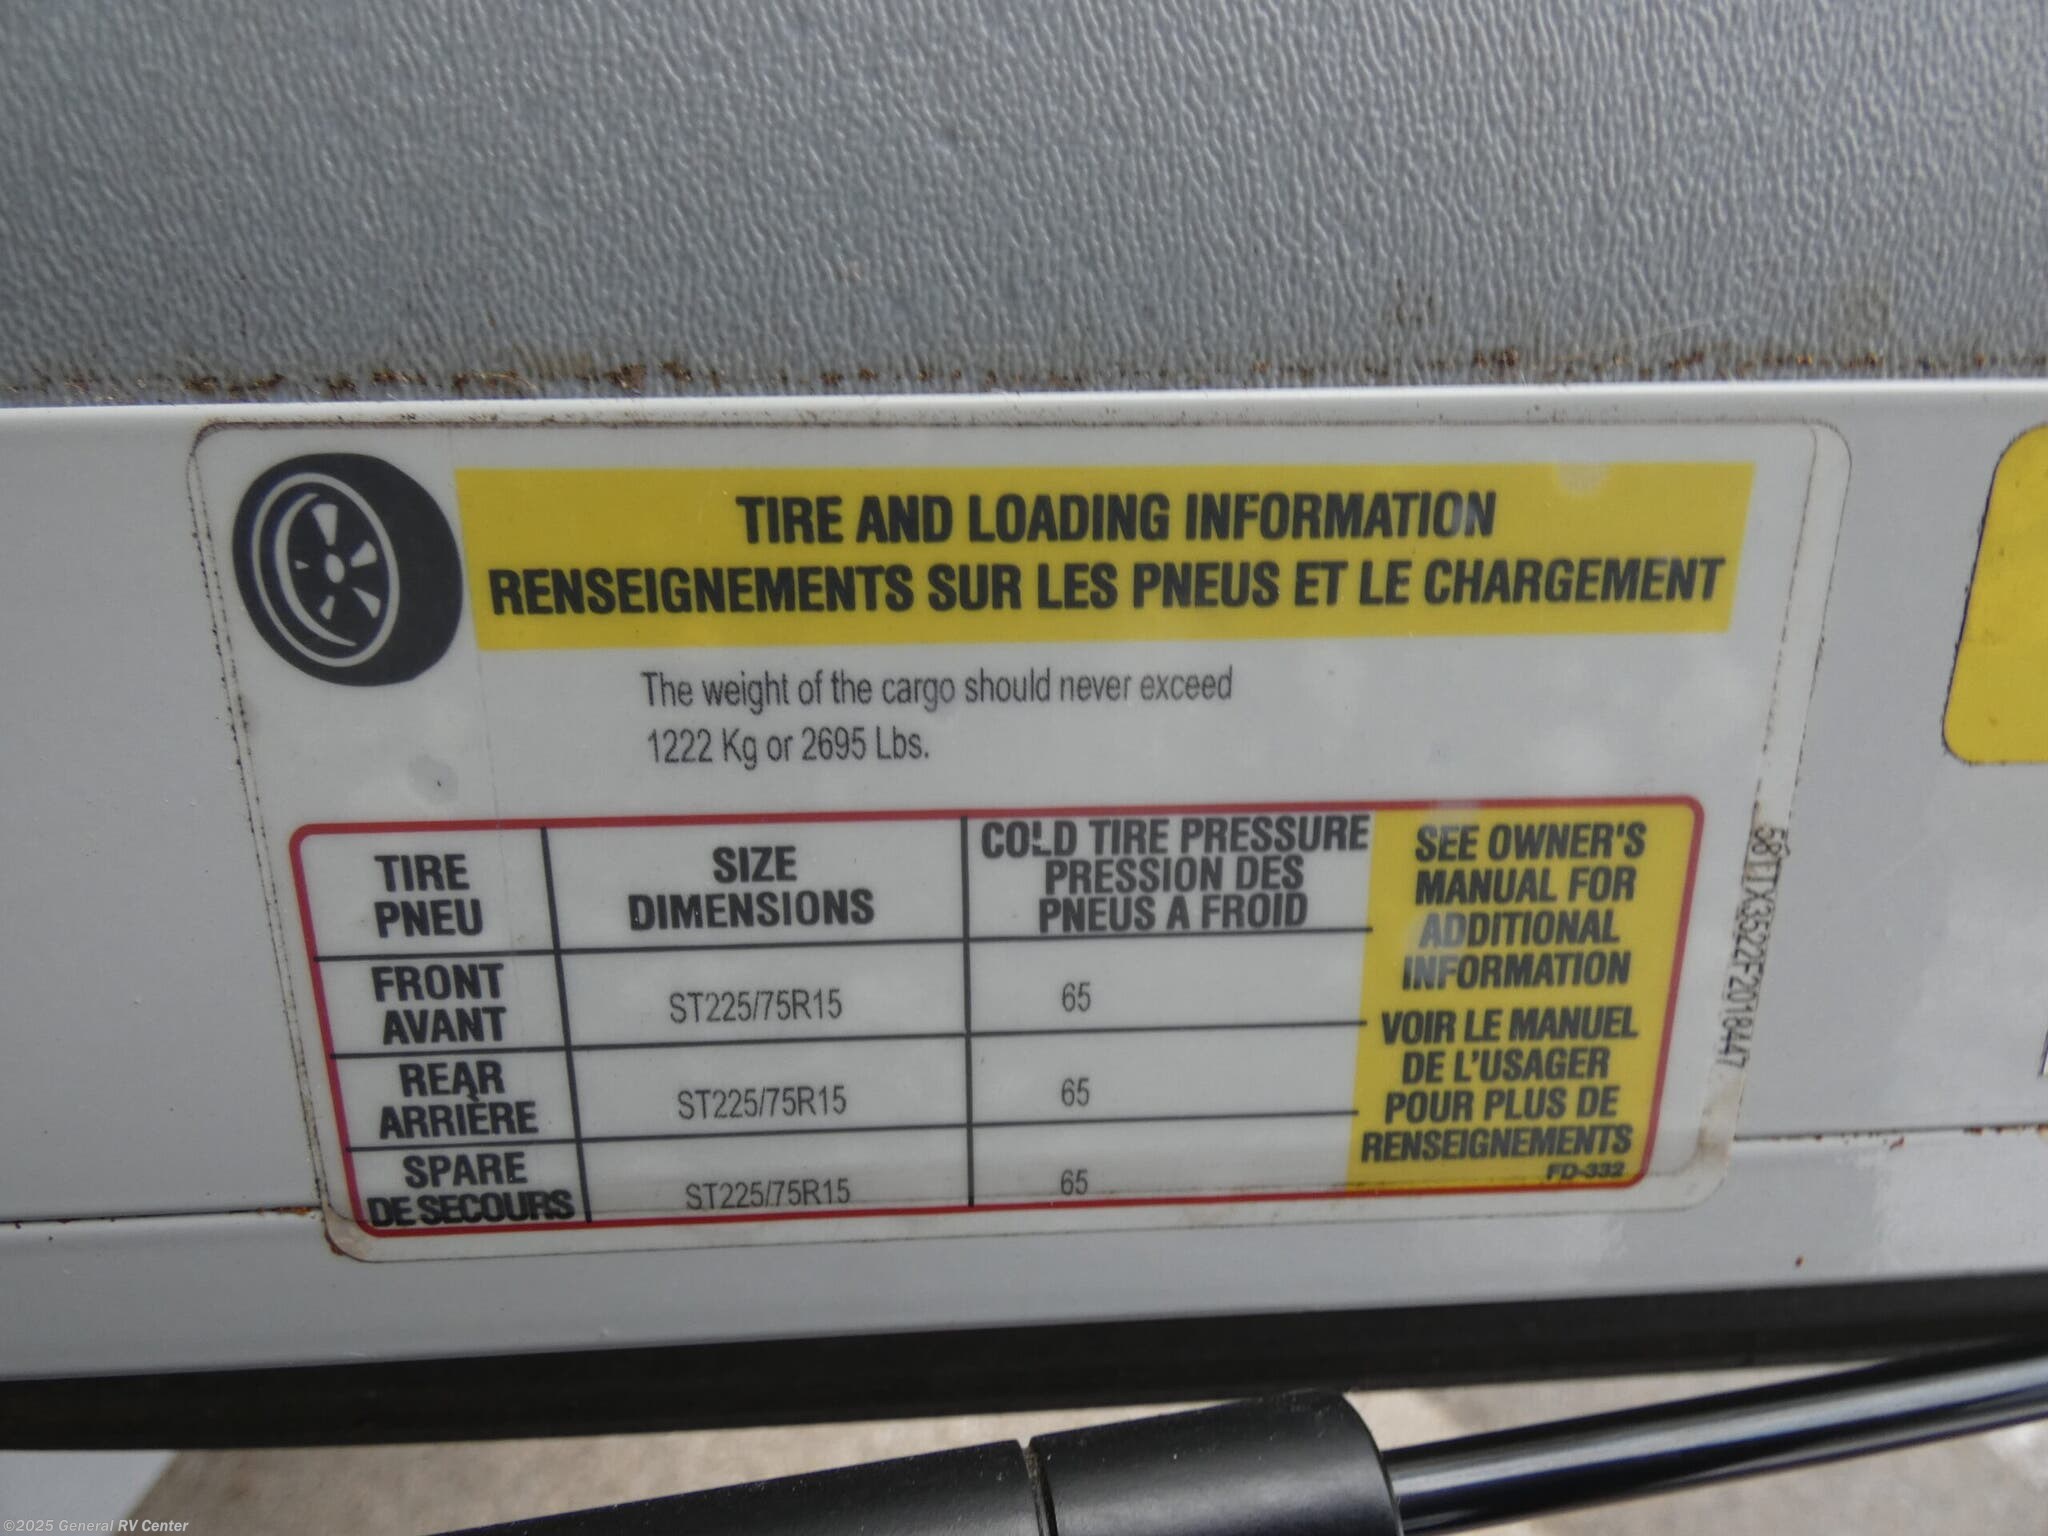 TIRE AND LOADING INFORMATION
RENSEIGNEMENTS SUR LES PNEUS ET LE CHARGEMENT
The weight of the cargo should never exceed
1222 Kg or 2695 Lbs.
TIRE
PNEU
SIZE
DIMENSIONS
COLD TIRE PRESSURE
PRESSION DES
PNEUS A FROID
FRONT
AVANT
ST225/75R15
65
REAR
ARRIÈRE
ST225/75R15
65
SPARE
DE SECOURS
ST225/75R15
65
SEE OWNER'S
MANUAL FOR
ADDITIONAL
INFORMATION
VOIR LE MANUEL
DE L'USAGER
POUR PLUS DE
RENSEIGNEMENTS
FD-332
©2025 General RV Center